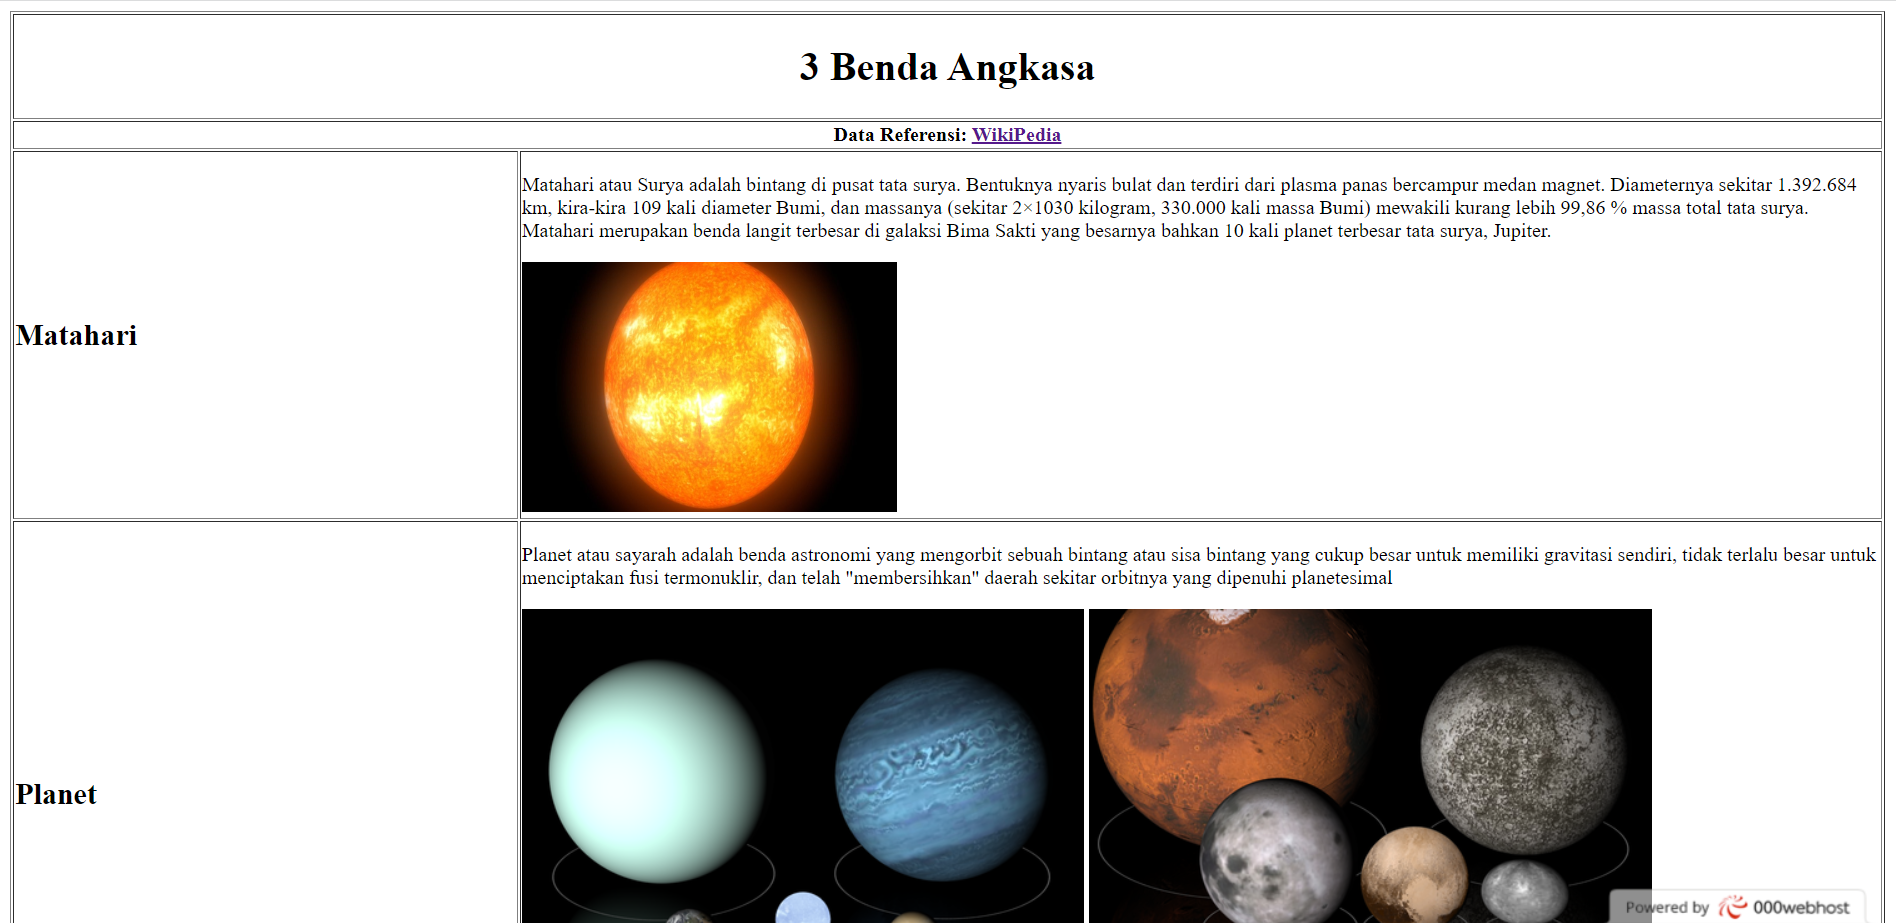 3 Benda Angkasa
Data Referensi: WikiPedia
Matahari
Matahari atau Surya adalah bintang di pusat tata surya. Bentuknya nyaris bulat dan terdiri dari plasma panas bercampur medan magnet. Diameternya sekitar 1.392.684
km, kira-kira 109 kali diameter Bumi, dan massanya (sekitar 2×1030 kilogram, 330.000 kali massa Bumi) mewakili kurang lebih 99,86 % massa total tata surya.
Matahari merupakan benda langit terbesar di galaksi Bima Sakti yang besarnya bahkan 10 kali planet terbesar tata surya, Jupiter.
Planet
Planet atau sayarah adalah benda astronomi yang mengorbit sebuah bintang atau sisa bintang yang cukup besar untuk memiliki gravitasi sendiri, tidak terlalu besar untuk
menciptakan fusi termonuklir, dan telah "membersihkan" daerah sekitar orbitnya yang dipenuhi planetesimal
Powered by 000webhost